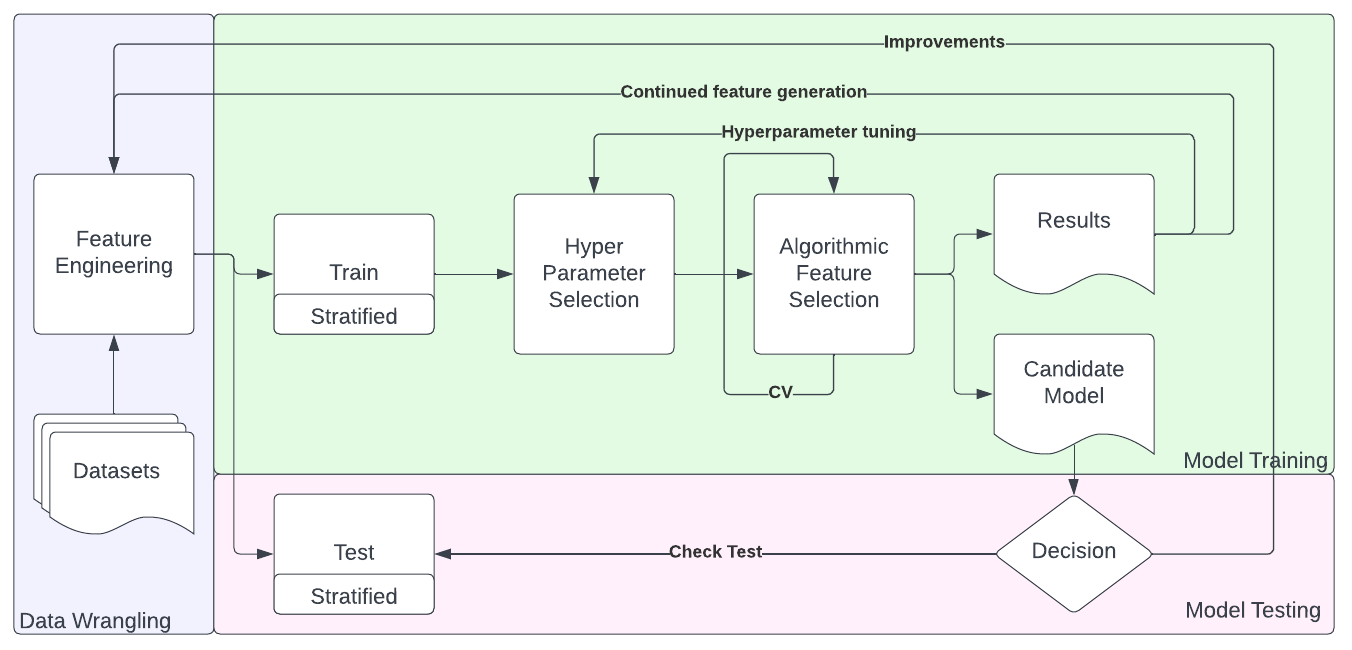 Improvements
Continued feature generation
Hyperparameter tuning
Feature
Engineering
Train
Stratified
Hyper
Parameter
Selection
Algorithmic
Feature
Selection
Results
CV
Candidate
Model
Datasets
Model Training
Test
Stratified
Check Test
Decision
Data Wrangling
Model Testing